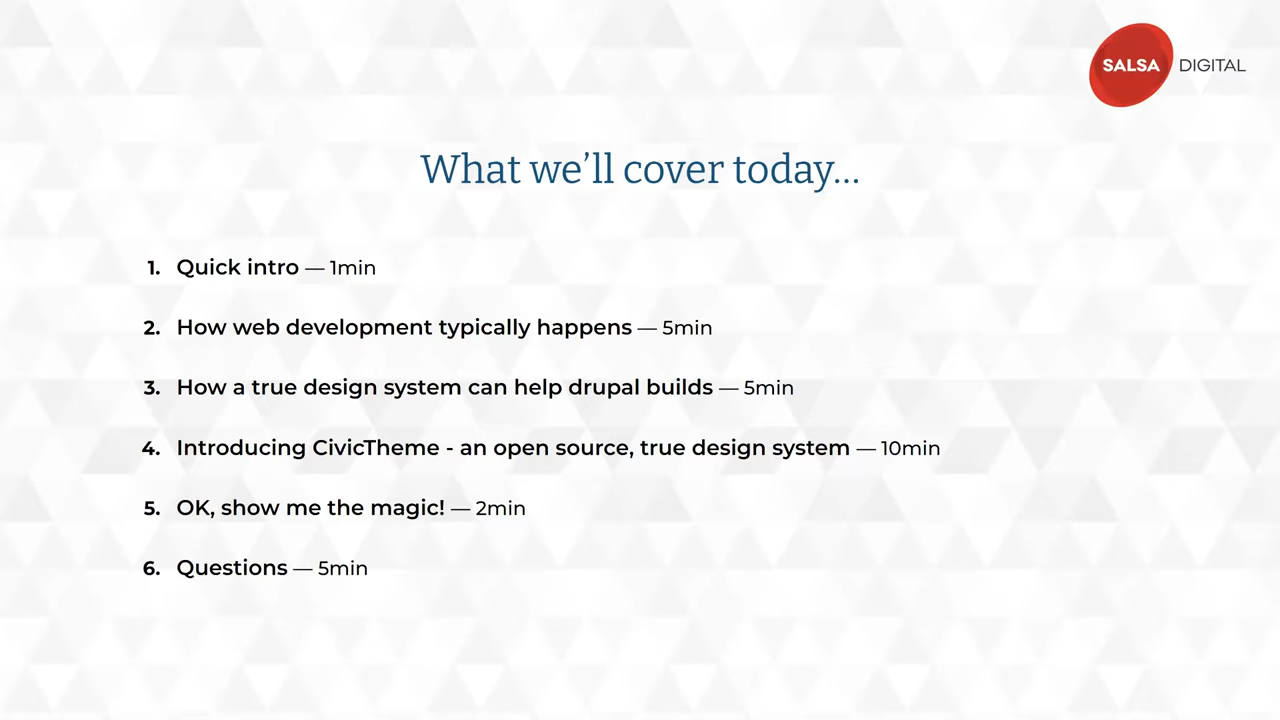 SALSA DIGITAL
What we’ll cover today...
1. Quick intro — 1min
2. How web development typically happens — 5min
3. How a true design system can help drupal builds — 5min
4. Introducing CivicTheme - an open source, true design system — 10min
5. OK, show me the magic! — 2min
6. Questions — 5min